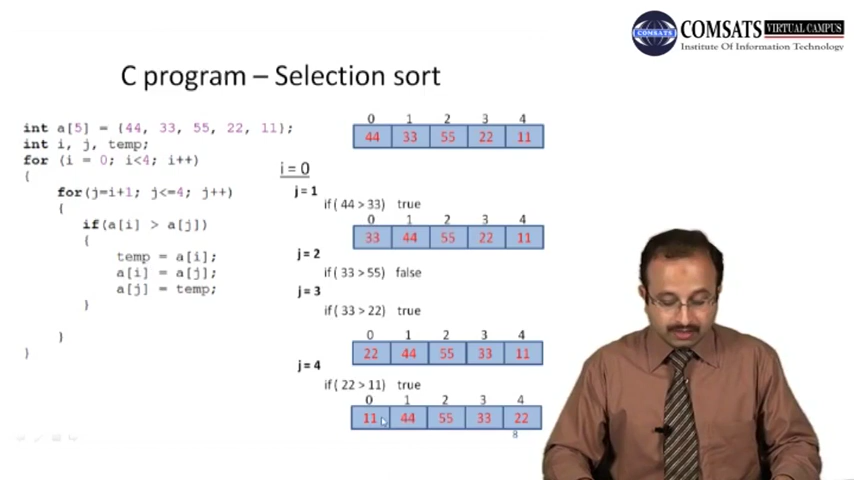 COMSATS VIRTUAL CAMPUS
COMSATS
Institute Of Information Technology
C program – Selection sort
int a[5] = {44, 33, 55, 22, 11};
int i, j, temp;
for (i = 0; i<4; i++)
{
for(j=i+1; j<=4; j++)
{
if(a[i] > a[j])
{
temp = a[i];
a[i] = a[j];
a[j] = temp;
}
}
}
0 1 2 3 4
44 33 55 22 11
i = 0
j = 1
if ( 44 > 33) true
0 1 2 3 4
33 44 55 22 11
j = 2
if ( 33 > 55) false
j = 3
if ( 33 > 22) true
0 1 2 3 4
22 44 55 33 11
j = 4
if ( 22 > 11) true
0 1 2 3 4
11 44 55 33 22
8